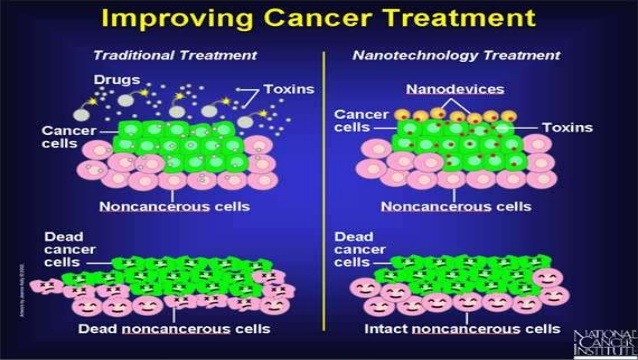 Improving Cancer Treatment
Traditional Treatment
Drugs
Toxins
Cancer
cells
Noncancerous cells
Dead
cancer
cells
Dead noncancerous cells
Nanotechnology Treatment
Nanodevices
Cancer
cells
Toxins
Noncancerous cells
Dead
cancer
cells
Intact noncancerous cells
NATIONAL
CANCER
INSTITUTE